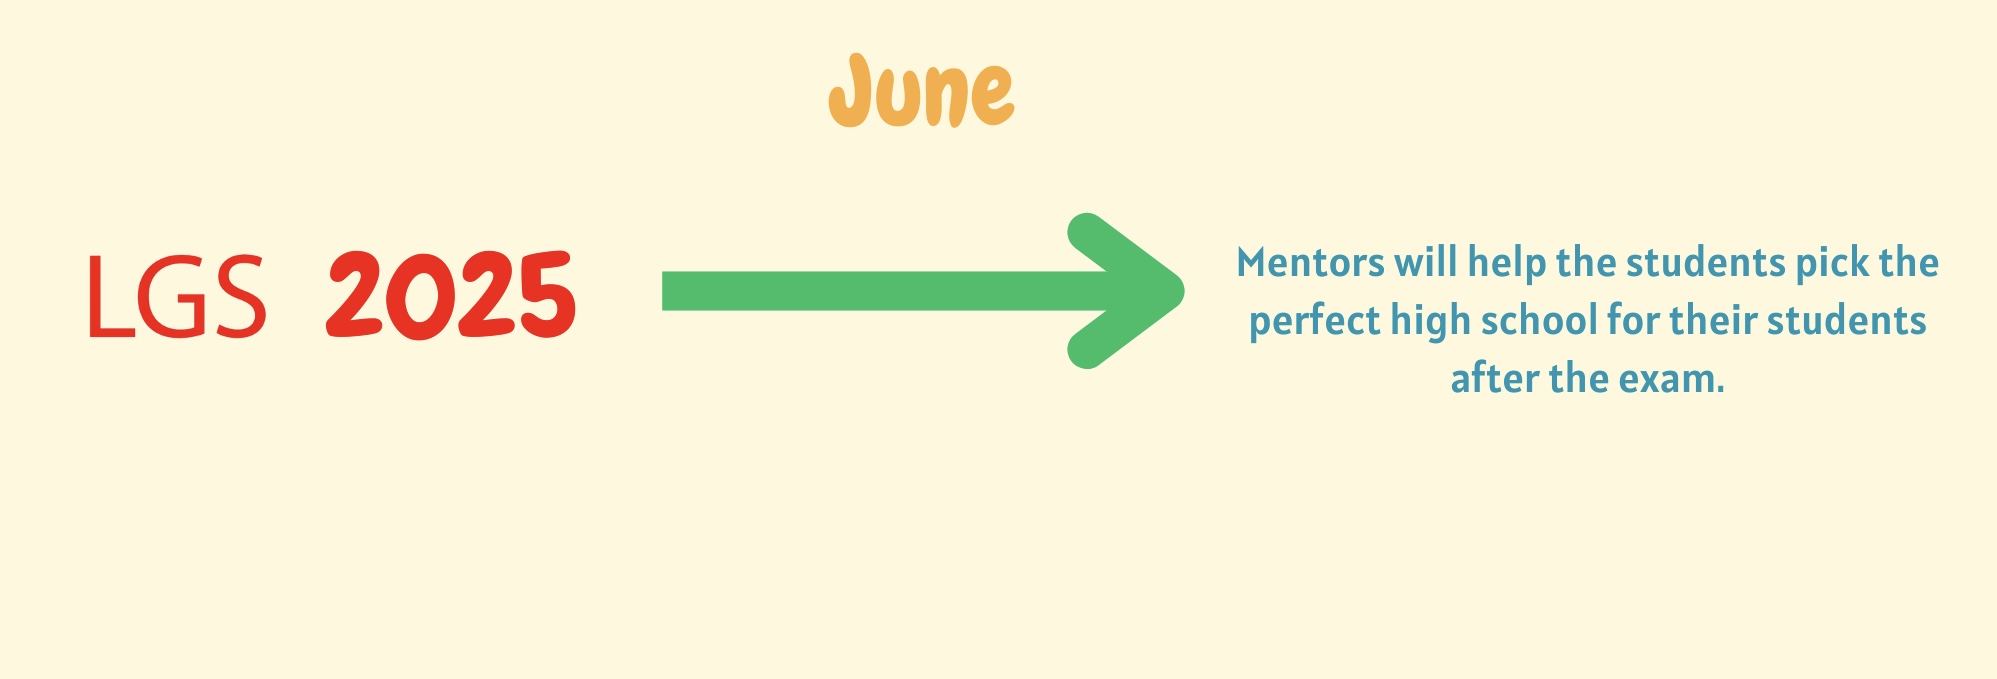 June
LGS 2025
Mentors will help the students pick the
perfect high school for their students
after the exam.